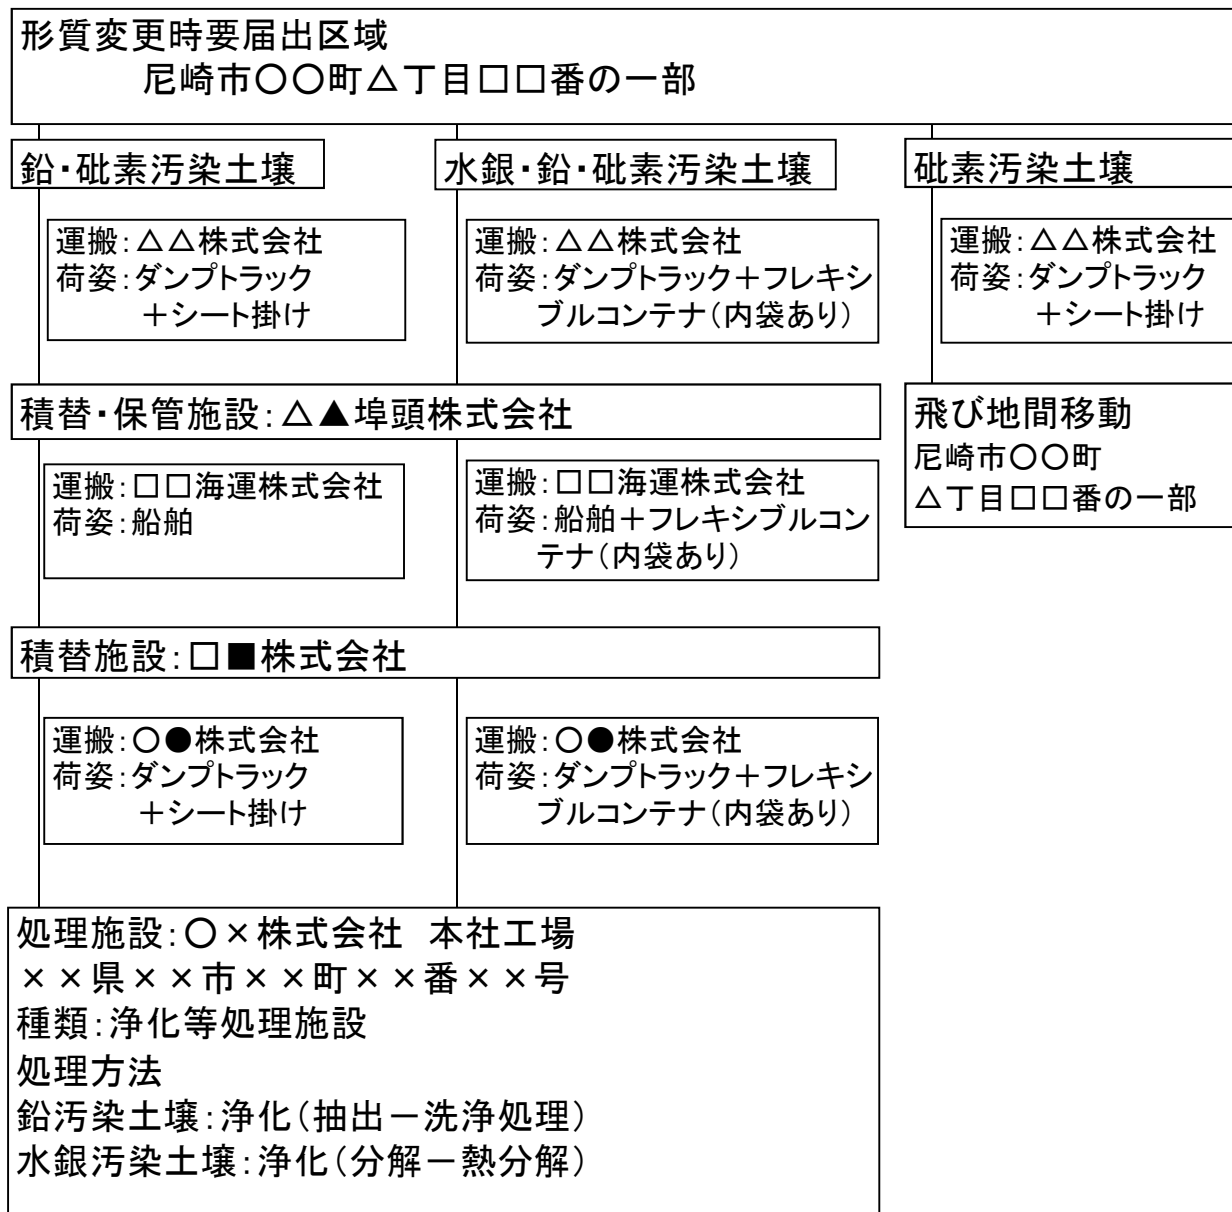 形質変更時要届出区域
尼崎市○○町△丁目□□番の一部
鉛・砒素汚染土壌
水銀・鉛・砒素汚染土壌
砒素汚染土壌
運搬：△△株式会社
荷姿：ダンプトラック
＋シート掛け
運搬：△△株式会社
荷姿：ダンプトラック＋フレキシ
ブルコンテナ（内袋あり）
運搬：△△株式会社
荷姿：ダンプトラック
＋シート掛け
積替・保管施設：△▲埠頭株式会社
飛び地間移動
尼崎市○○町
△丁目□□番の一部
運搬：□□海運株式会社
荷姿：船舶
運搬：□□海運株式会社
荷姿：船舶＋フレキシブルコン
テナ（内袋あり）
積替施設：□■株式会社
運搬：○●株式会社
荷姿：ダンプトラック
＋シート掛け
運搬：○●株式会社
荷姿：ダンプトラック＋フレキシ
ブルコンテナ（内袋あり）
処理施設：○×株式会社　本社工場
××県××市××町××番××号
種類：浄化等処理施設
処理方法
鉛汚染土壌：浄化（抽出－洗浄処理）
水銀汚染土壌：浄化（分解－熱分解）